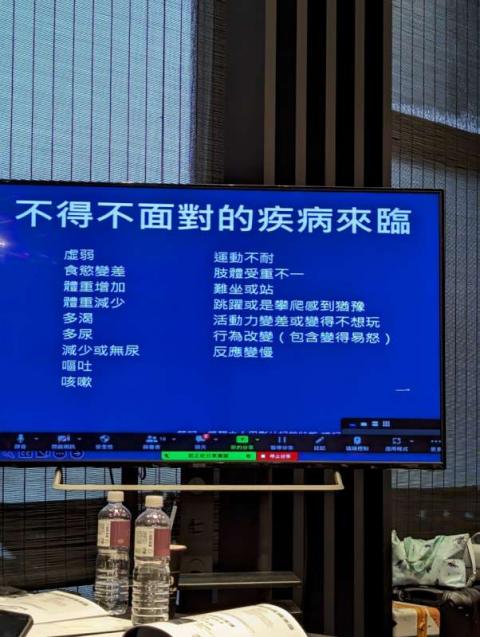 不得不面對的疾病來臨
虛弱
食慾變差
體重增加
體重減少
多渴
多尿
減少或無尿
嘔吐
咳嗽
運動不耐
肢體受重不一
難坐或站
跳躍或是攀爬感到猶豫
活動力變差或變得不想玩
行為改變（包含變得易怒）
反應變慢
停止分享